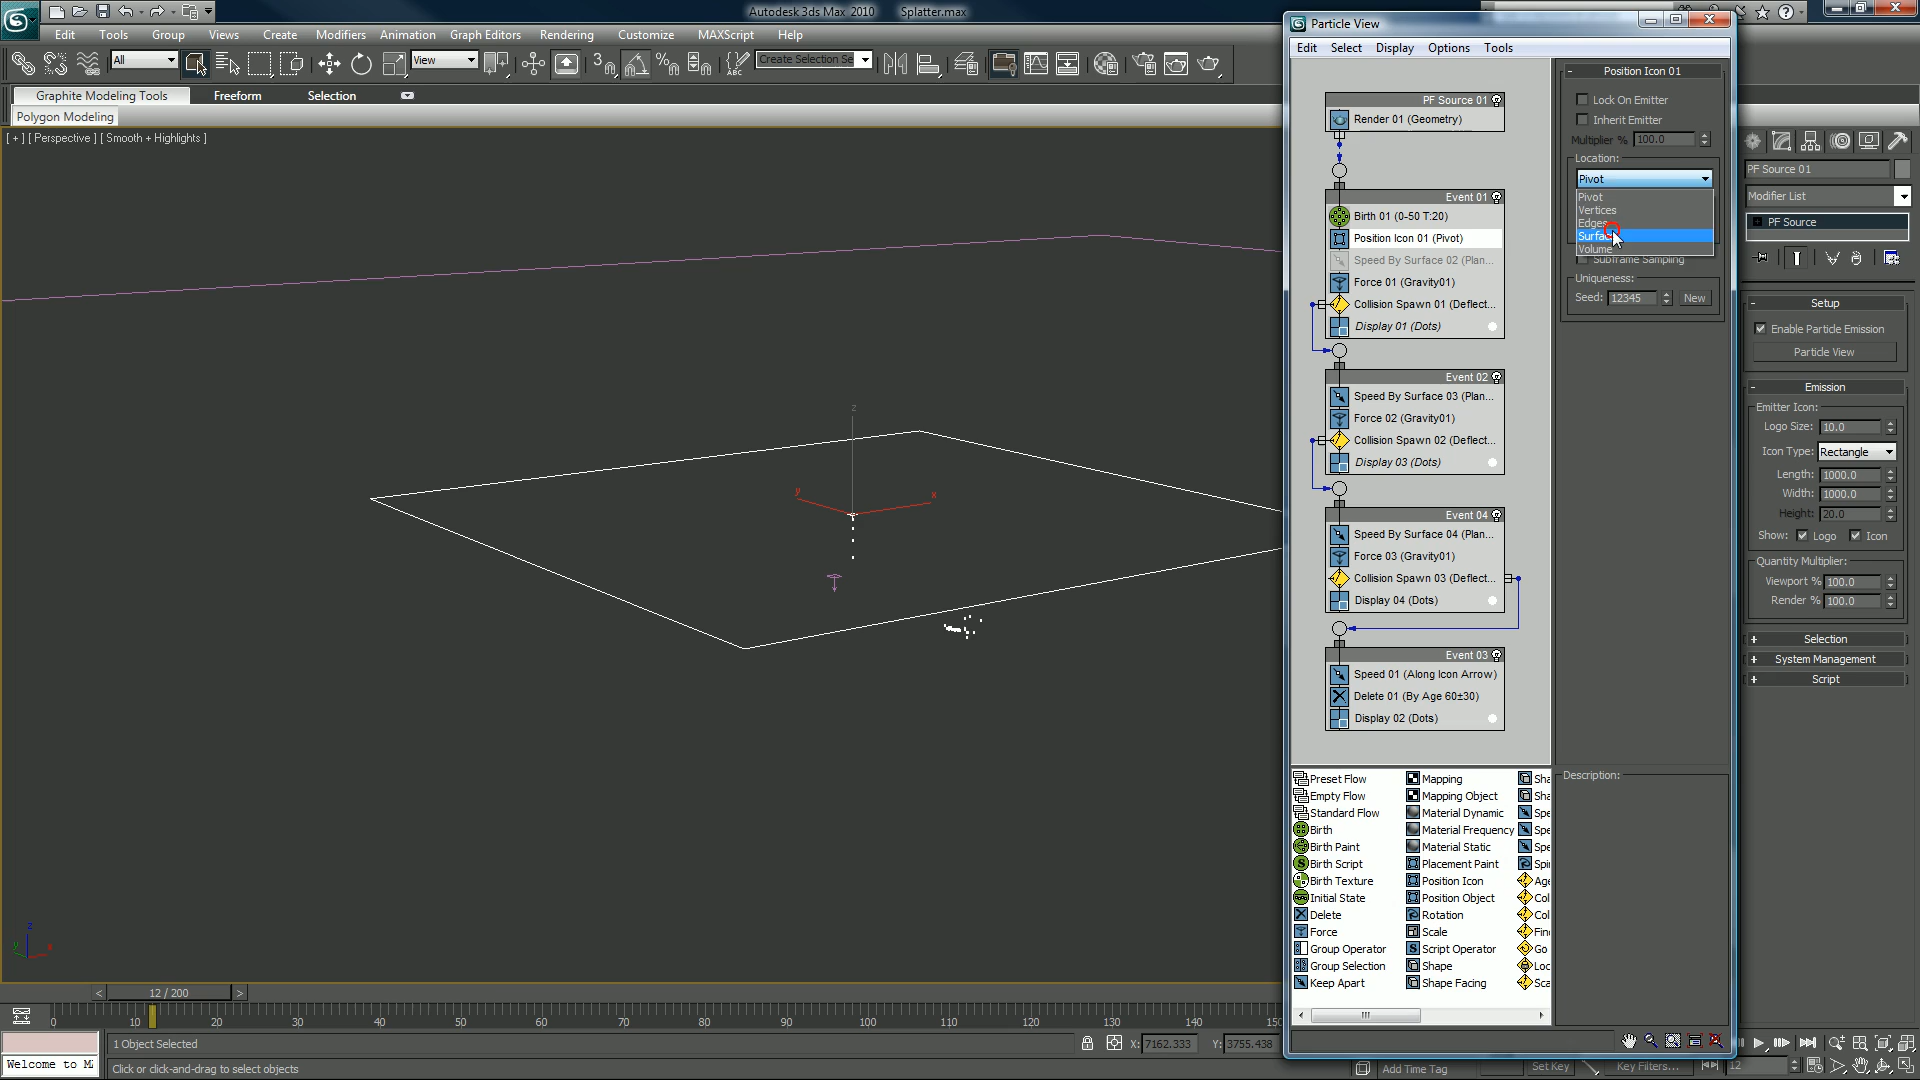 Autodesk 3ds Max 2010 Splatter.max
Edit Tools Group Views Create Modifiers Animation Graph Editors Rendering Customize MAXScript Help
All
View
Create Selection Se
Graphite Modeling Tools Freeform Selection
Polygon Modeling
[ + ] [ Perspective ] [ Smooth + Highlights ]
z
y x
z
y x
Particle View
Edit Select Display Options Tools
PF Source 01
Render 01 (Geometry)
Event 01
Birth 01 (0-50 T:20)
Position Icon 01 (Pivot)
Speed By Surface 02 (Plan...
Force 01 (Gravity01)
Collision Spawn 01 (Deflect...
Display 01 (Dots)
Event 02
Speed By Surface 03 (Plan...
Force 02 (Gravity01)
Collision Spawn 02 (Deflect...
Display 03 (Dots)
Event 04
Speed By Surface 04 (Plan...
Force 03 (Gravity01)
Collision Spawn 03 (Deflect...
Display 04 (Dots)
Event 03
Speed 01 (Along Icon Arrow)
Delete 01 (By Age 60±30)
Display 02 (Dots)
Position Icon 01
Lock On Emitter
Inherit Emitter
Multiplier % 100.0
Location:
Pivot
Pivot
Vertices
Edges
Volume
Subframe Sampling
Uniqueness:
Seed: 12345 New
Preset Flow Mapping Sha
Empty Flow Mapping Object Sha
Standard Flow Material Dynamic Spe
Birth Material Frequency Spe
Birth Paint Material Static Spe
Birth Script Placement Paint Spi
Birth Texture Position Icon Age
Initial State Position Object Col
Delete Rotation Col
Force Scale Fin
Group Operator Script Operator Go
Group Selection Shape Loc
Keep Apart Shape Facing Sca
Description:
PF Source 01
Modifier List
PF Source
Setup
Enable Particle Emission
Particle View
Emission
Emitter Icon:
Logo Size: 10.0
Icon Type: Rectangle
Length: 1000.0
Width: 1000.0
Height: 20.0
Show: Logo Icon
Quantity Multiplier:
Viewport % 100.0
Render % 100.0
Selection
System Management
Script
< 12 / 200 >
0 10 20 30 40 50 60 70 80 90 100 110 120 130 140
1 Object Selected X: 7162.333 Y: 3755.438
Welcome to M Click or click-and-drag to select objects Add Time Tag Set Key Key Filters... 12